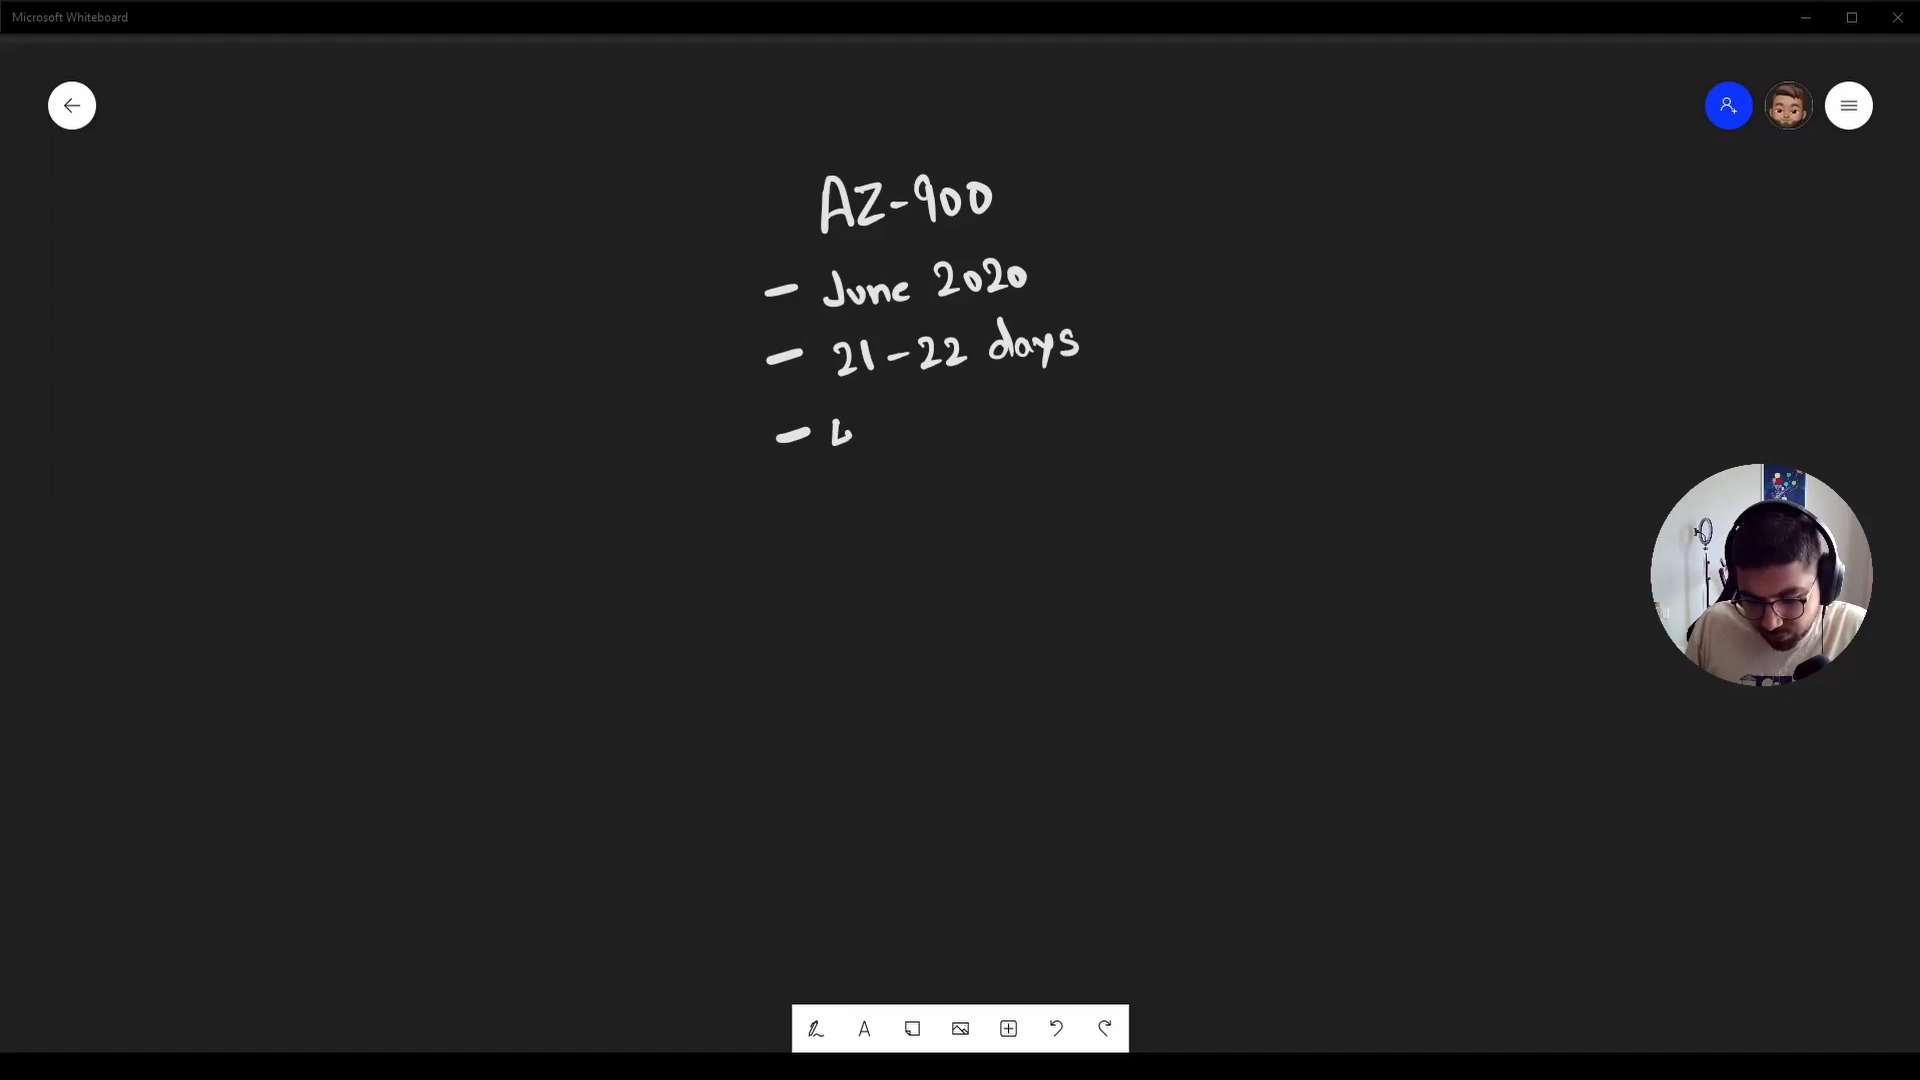 Microsoft Whiteboard
AZ-900
- June 2020
- 21-22 days
-